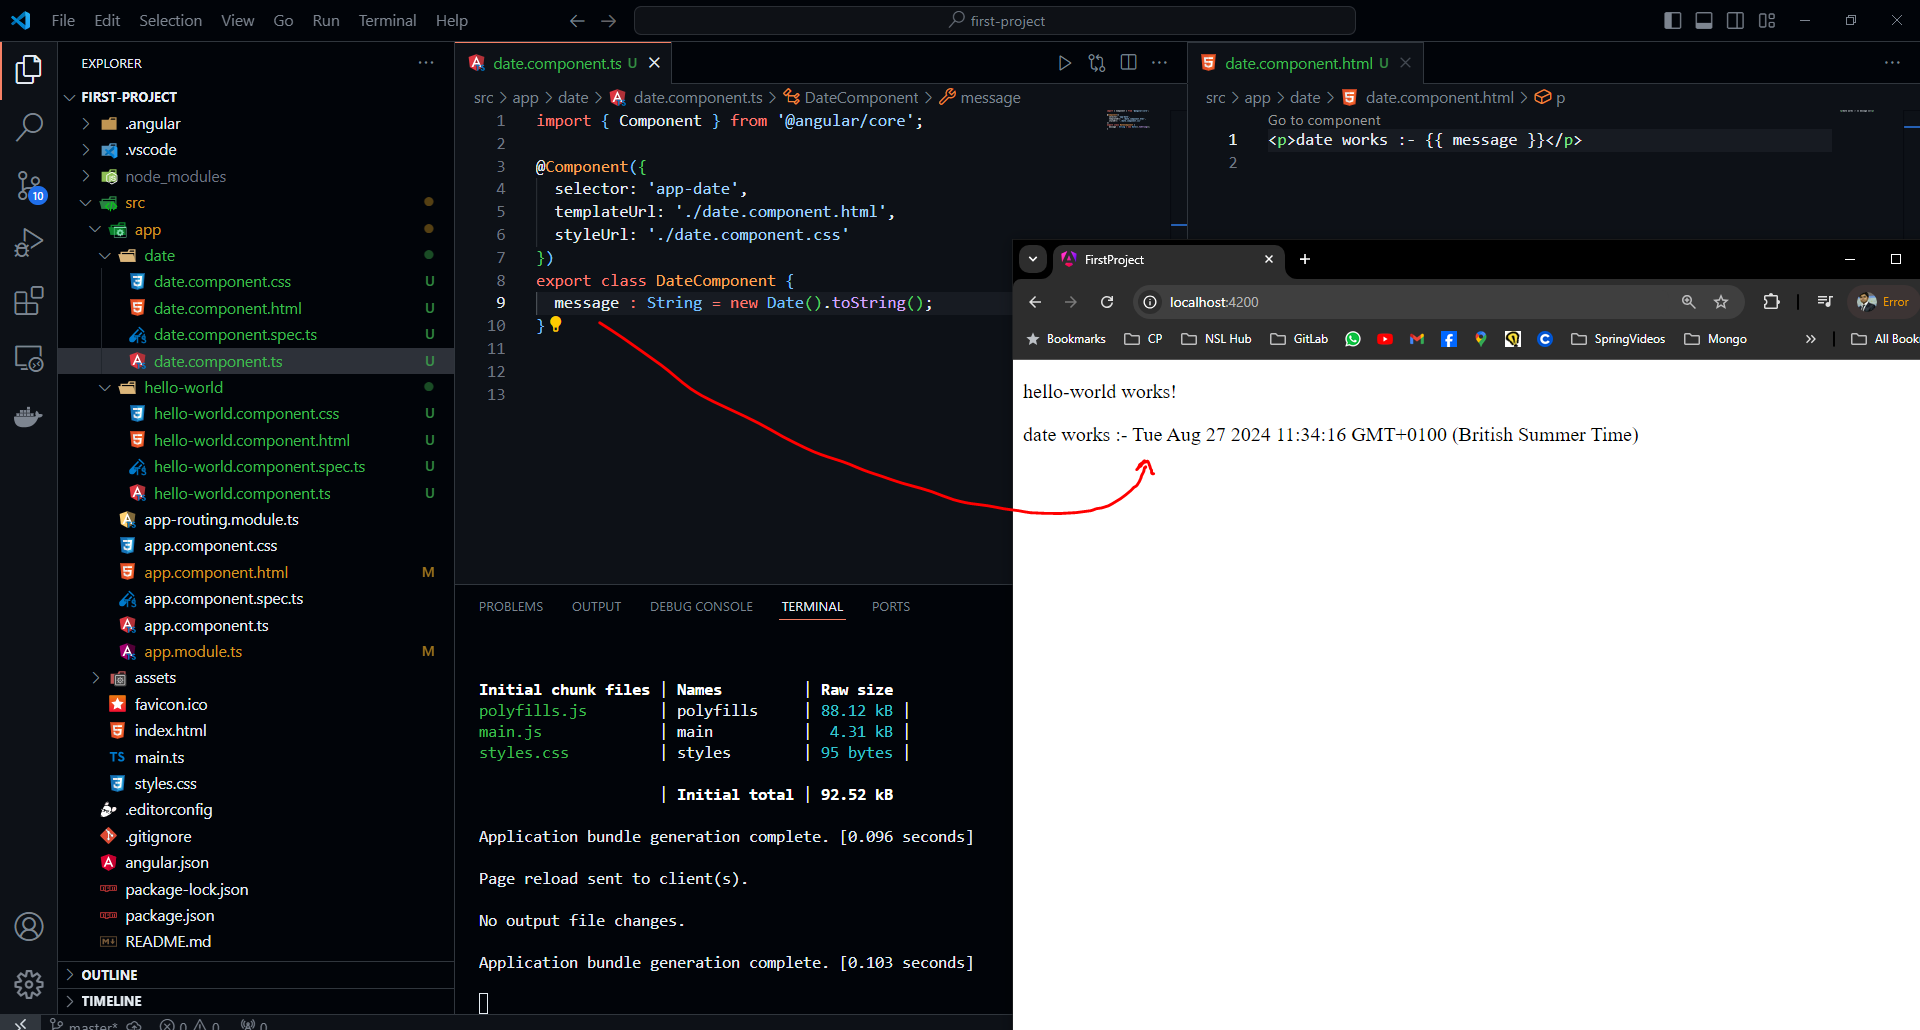 File Edit Selection View Go Run Terminal Help
first-project
EXPLORER
FIRST-PROJECT
.angular
.vscode
node_modules
src
app
date
date.component.css U
date.component.html U
date.component.spec.ts U
date.component.ts U
hello-world
hello-world.component.css U
hello-world.component.html U
hello-world.component.spec.ts U
hello-world.component.ts U
app-routing.module.ts
app.component.css
app.component.html M
app.component.spec.ts
app.component.ts
app.module.ts M
assets
favicon.ico
index.html
TS main.ts
styles.css
.editorconfig
.gitignore
angular.json
package-lock.json
package.json
README.md
OUTLINE
TIMELINE
10
master* 0 0 0
date.component.ts U
src > app > date > date.component.ts > DateComponent > message
1 import { Component } from '@angular/core';
2
3 @Component({
4 selector: 'app-date',
5 templateUrl: './date.component.html',
6 styleUrl: './date.component.css'
7 })
8 export class DateComponent {
9 message : String = new Date().toString();
10 }
11
12
13
date.component.html U
src > app > date > date.component.html > p
Go to component
1 <p>date works :- {{ message }}</p>
2
PROBLEMS OUTPUT DEBUG CONSOLE TERMINAL PORTS
Initial chunk files | Names | Raw size
polyfills.js | polyfills | 88.12 kB |
main.js | main | 4.31 kB |
styles.css | styles | 95 bytes |
| Initial total | 92.52 kB
Application bundle generation complete. [0.096 seconds]
Page reload sent to client(s).
No output file changes.
Application bundle generation complete. [0.103 seconds]
FirstProject
localhost:4200
Error
Bookmarks CP NSL Hub GitLab SpringVideos Mongo » All Book
hello-world works!
date works :- Tue Aug 27 2024 11:34:16 GMT+0100 (British Summer Time)